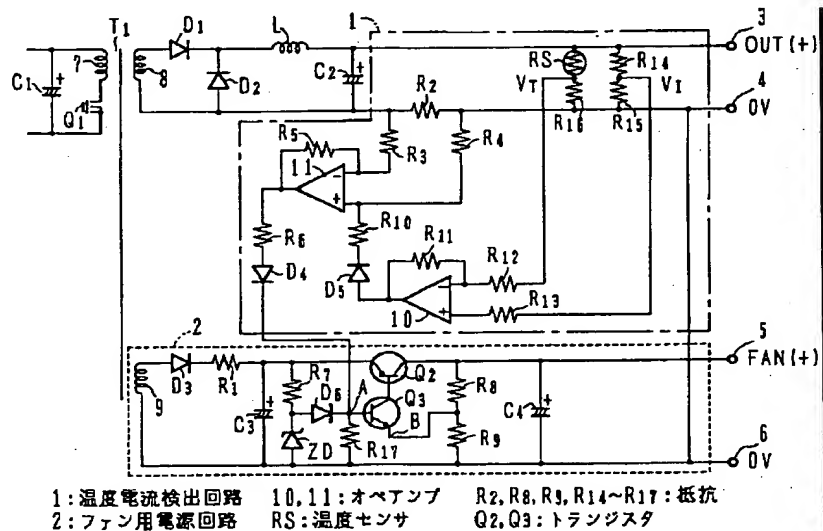 T1
D1
L
1
3
OUT(+)
C1
7
8
D2
C2
RS
R14
VT
VI
4
0V
Q1
R2
R16
R15
R5
R3
R4
11
-
+
R6
R10
R11
R12
D4
D5
-
+
R13
10
2
5
FAN(+)
D3
R1
R7
Q2
D6
A
Q3
R8
9
C3
B
C4
ZD
R17
R9
6
0V
1:温度電流検出回路 10,11:オペアンプ R2,R8,R9,R14~R17:抵抗
2:ファン用電源回路 RS:温度センサ Q2,Q3:トランジスタ